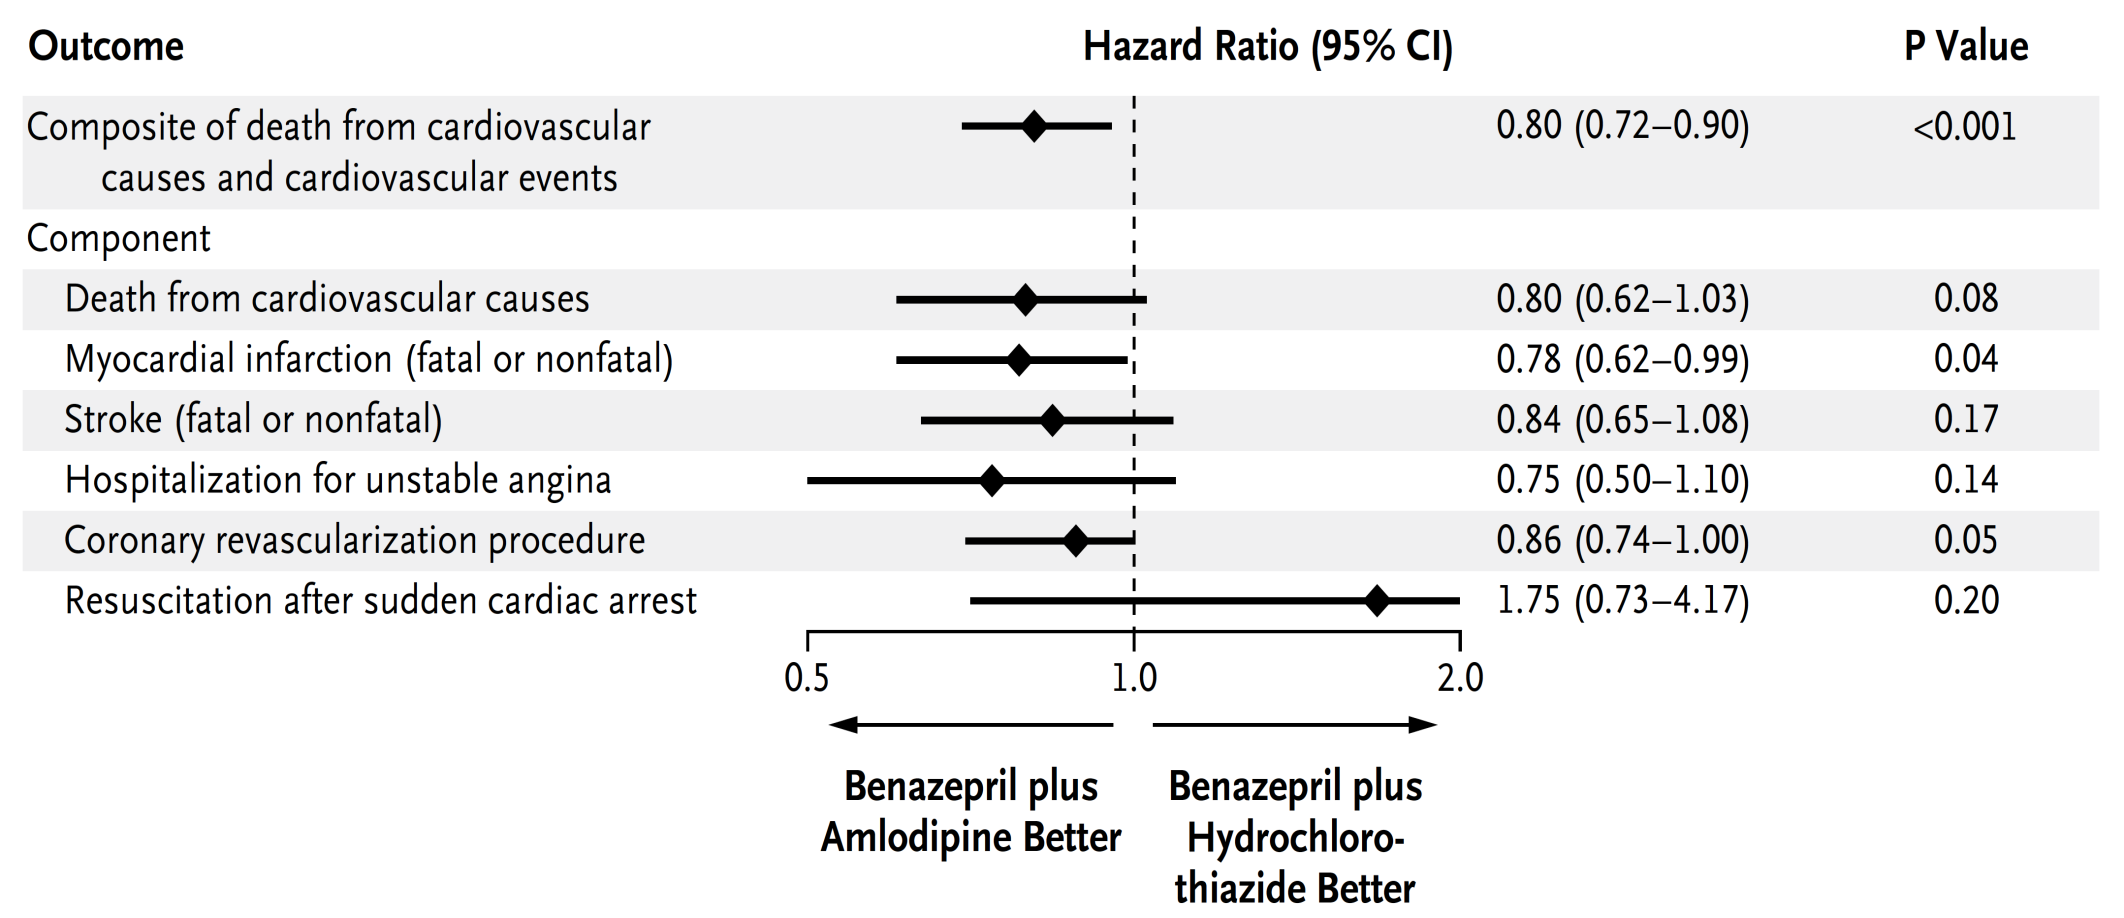 Outcome Hazard Ratio (95% CI) P Value
Composite of death from cardiovascular 0.80 (0.72–0.90) <0.001
causes and cardiovascular events
Component
Death from cardiovascular causes 0.80 (0.62–1.03) 0.08
Myocardial infarction (fatal or nonfatal) 0.78 (0.62–0.99) 0.04
Stroke (fatal or nonfatal) 0.84 (0.65–1.08) 0.17
Hospitalization for unstable angina 0.75 (0.50–1.10) 0.14
Coronary revascularization procedure 0.86 (0.74–1.00) 0.05
Resuscitation after sudden cardiac arrest 1.75 (0.73–4.17) 0.20
0.5 1.0 2.0
Benazepril plus
Amlodipine Better
Benazepril plus
Hydrochloro-
thiazide Better